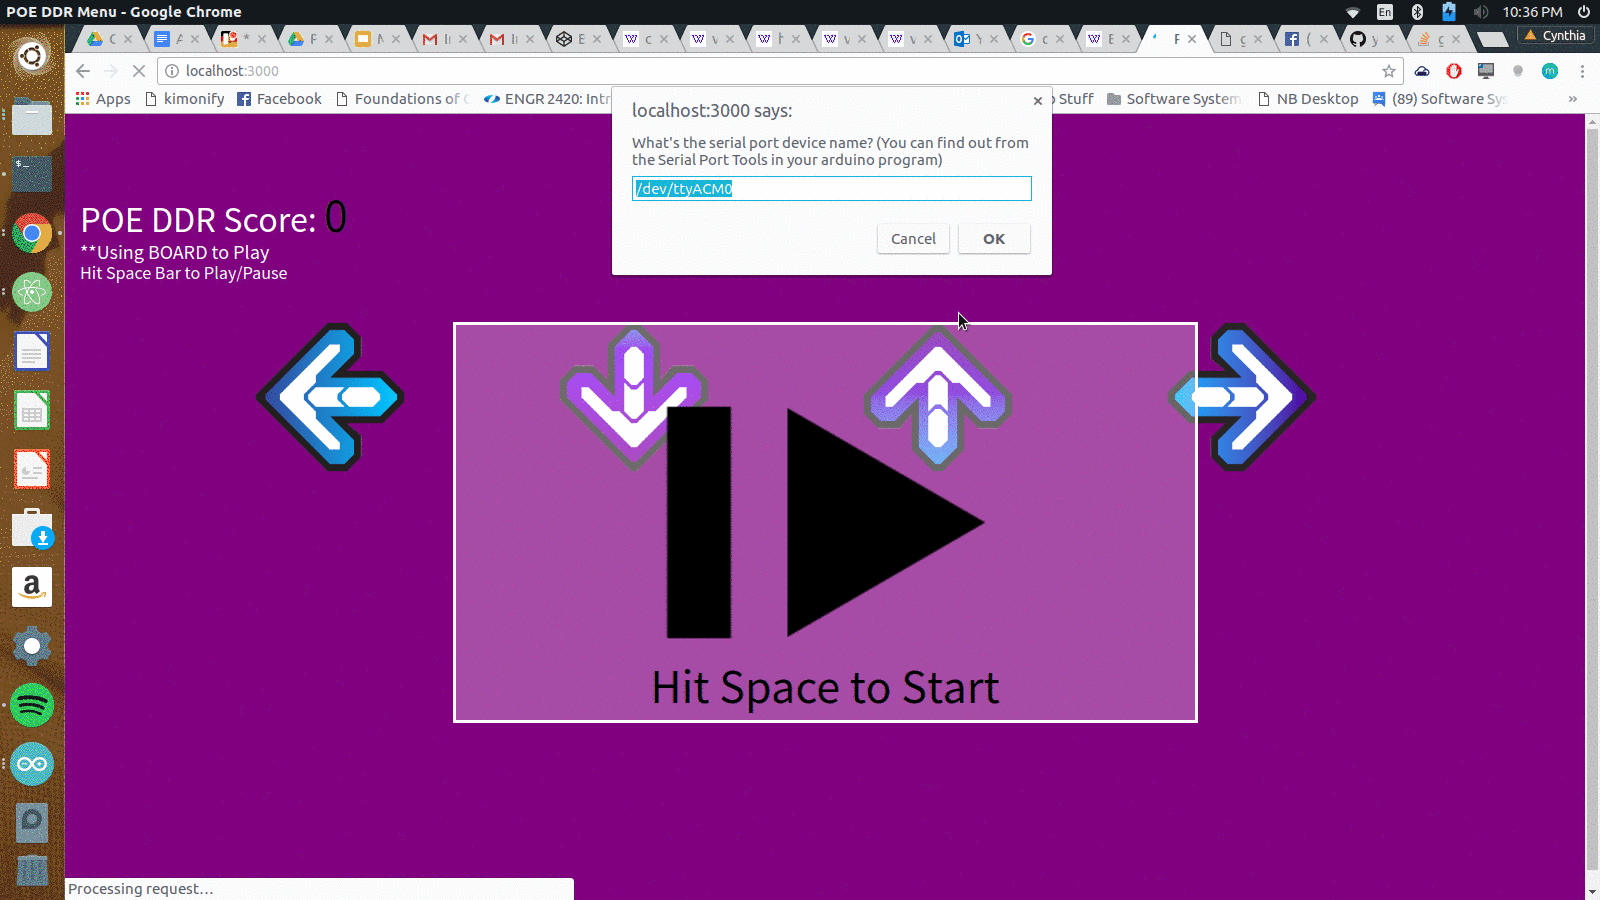 POE DDR Menu - Google Chrome
En
10:36 PM
Cynthia
localhost:3000
Apps
kimonify
Facebook
Foundations of
ENGR 2420: Intr
Stuff
Software System
NB Desktop
(89) Software Sys
»
localhost:3000 says:
What's the serial port device name? (You can find out from
the Serial Port Tools in your arduino program)
/dev/ttyACM0
Cancel
OK
POE DDR Score: 0
**Using BOARD to Play
Hit Space Bar to Play/Pause
Hit Space to Start
Processing request...